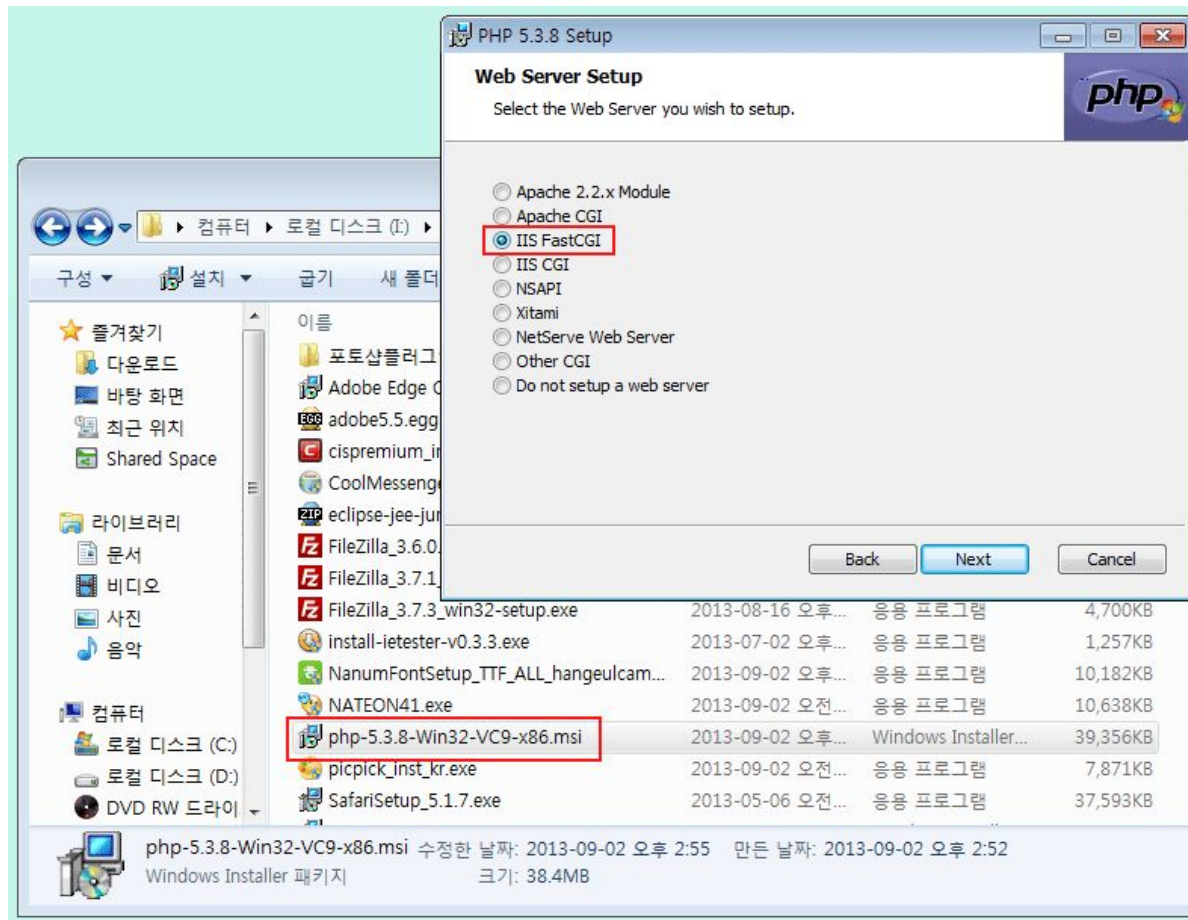 PHP 5.3.8 Setup
Web Server Setup
Select the Web Server you wish to setup.
php
Apache 2.2.x Module
Apache CGI
IIS FastCGI
IIS CGI
NSAPI
Xitami
NetServe Web Server
Other CGI
Do not setup a web server
Back Next Cancel
컴퓨터 로컬 디스크 (I:)
구성 설치 굽기 새 폴더
즐겨찾기
다운로드
바탕 화면
최근 위치
Shared Space
라이브러리
문서
비디오
사진
음악
컴퓨터
로컬 디스크 (C:)
로컬 디스크 (D:)
DVD RW 드라이
이름
포토샵플러그
Adobe Edge
adobe5.5.egg
cispremium_i
CoolMesseng
eclipse-jee-ju
FileZilla_3.6.0.
FileZilla_3.7.1_
FileZilla_3.7.3_win32-setup.exe 2013-08-16 오후... 응용 프로그램 4,700KB
install-ietester-v0.3.3.exe 2013-07-02 오후... 응용 프로그램 1,257KB
NanumFontSetup_TTF_ALL_hangeulcam... 2013-09-02 오후... 응용 프로그램 10,182KB
NATEON41.exe 2013-09-02 오전... 응용 프로그램 10,638KB
php-5.3.8-Win32-VC9-x86.msi 2013-09-02 오후... Windows Installer... 39,356KB
picpick_inst_kr.exe 2013-09-02 오전... 응용 프로그램 7,871KB
SafariSetup_5.1.7.exe 2013-05-06 오전... 응용 프로그램 37,593KB
php-5.3.8-Win32-VC9-x86.msi 수정한 날짜: 2013-09-02 오후 2:55 만든 날짜: 2013-09-02 오후 2:52
Windows Installer 패키지 크기: 38.4MB